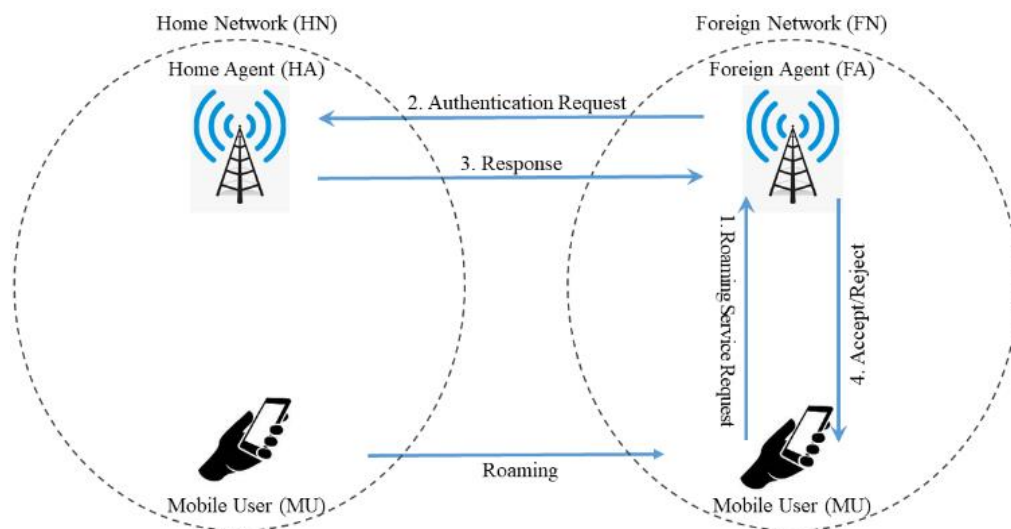 Home Network (HN)
Foreign Network (FN)
Home Agent (HA)
Foreign Agent (FA)
2. Authentication Request
3. Response
1. Roaming Service Request
4. Accept/Reject
Roaming
Mobile User (MU)
Mobile User (MU)